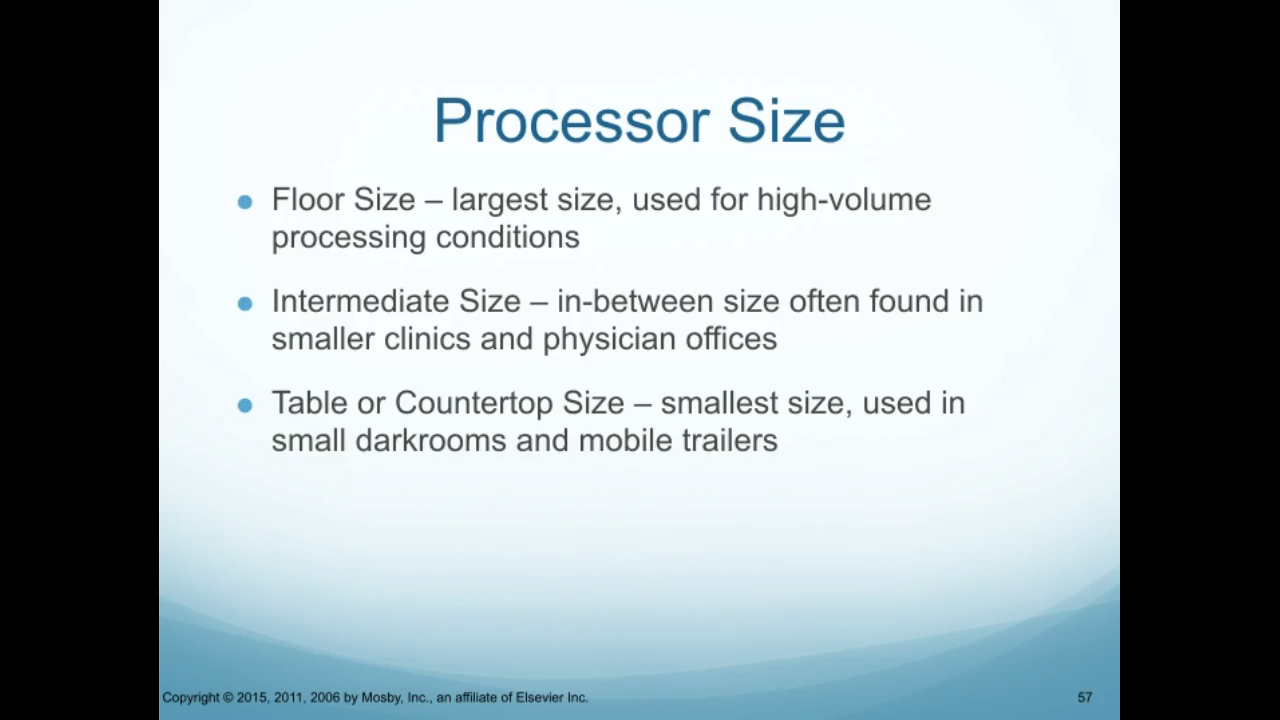 Processor Size
● Floor Size – largest size, used for high-volume
processing conditions
● Intermediate Size – in-between size often found in
smaller clinics and physician offices
● Table or Countertop Size – smallest size, used in
small darkrooms and mobile trailers
Copyright © 2015, 2011, 2006 by Mosby, Inc., an affiliate of Elsevier Inc.
57